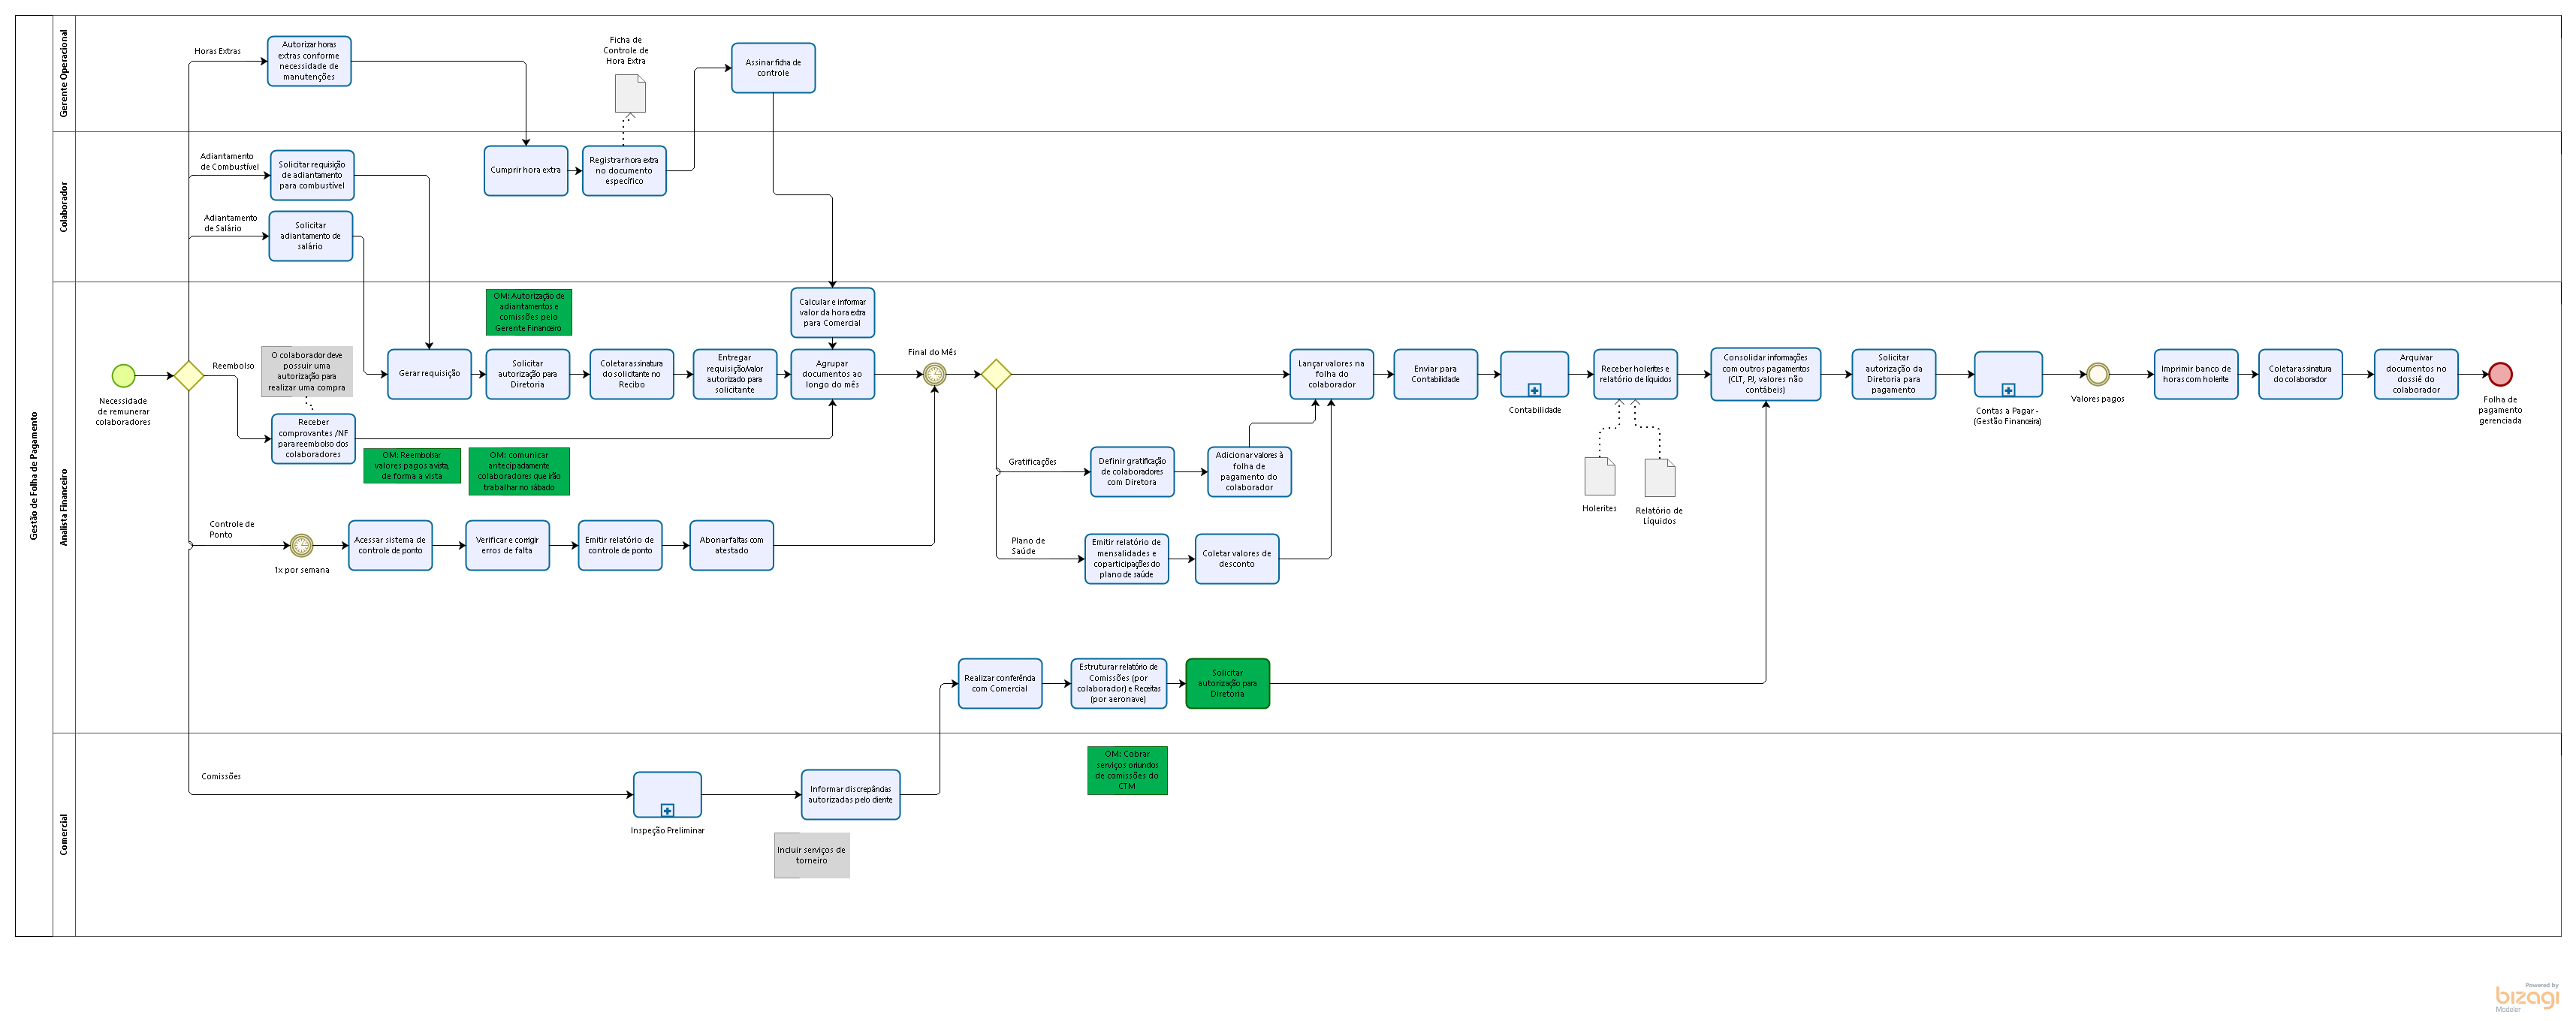 Gestão de Folha de Pagamento
Gerente Operacional
Horas Extras
Autorizar horas
extras conforme
necessidade de
manutenções
Ficha de
Controle de
Hora Extra
Assinar ficha de
controle
Colaborador
Adiantamento
de Combustível
Solicitar requisição
de adiantamento
para combustível
Cumprir hora extra
Registrar hora extra
no documento
específico
Adiantamento
de Salário
Solicitar
adiantamento de
salário
Analista Financeiro
OM: Autorização de
adiantamentos e
comissões pelo
Gerente Financeiro
Calcular e informar
valor da hora extra
para Comercial
Necessidade
de remunerar
colaboradores
Reembolso
O colaborador deve
possuir uma
autorização para
realizar uma compra
Gerar requisição
Solicitar
autorização para
Diretoria
Coletar assinatura
do solicitante no
Recibo
Entregar
requisição/valor
autorizado para
solicitante
Agrupar
documentos ao
longo do mês
Final do Mês
Lançar valores na
folha do
colaborador
Enviar para
Contabilidade
Contabilidade
Receber holerites e
relatório de líquidos
Consolidar informações
com outros pagamentos
(CLT, PJ, valores não
contábeis)
Solicitar
autorização da
Diretoria para
pagamento
Contas a Pagar -
(Gestão Financeira)
Valores pagos
Imprimir banco de
horas com holerite
Coletar assinatura
do colaborador
Arquivar
documentos no
dossiê do
colaborador
Folha de
pagamento
gerenciada
Receber
comprovantes /NF
para reembolso dos
colaboradores
OM: Reembolsar
valores pagos a vista,
de forma a vista
OM: comunicar
antecipadamente
colaboradores que irão
trabalhar no sábado
Gratificações
Definir gratificação
de colaboradores
com Diretora
Adicionar valores à
folha de
pagamento do
colaborador
Holerites
Relatório de
Líquidos
Controle de
Ponto
1x por semana
Acessar sistema de
controle de ponto
Verificar e corrigir
erros de falta
Emitir relatório de
controle de ponto
Abonar faltas com
atestado
Plano de
Saúde
Emitir relatório de
mensalidades e
coparticipações do
plano de saúde
Coletar valores de
desconto
Realizar conferência
com Comercial
Estruturar relatório de
Comissões (por
colaborador) e Receitas
(por aeronave)
Solicitar
autorização para
Diretoria
Comercial
OM: Cobrar
serviços oriundos
de comissões do
CTM
Comissões
Inspeção Preliminar
Informar discrepâncias
autorizadas pelo cliente
Incluir serviços de
torneiro
Powered by
bizagi
Modeler